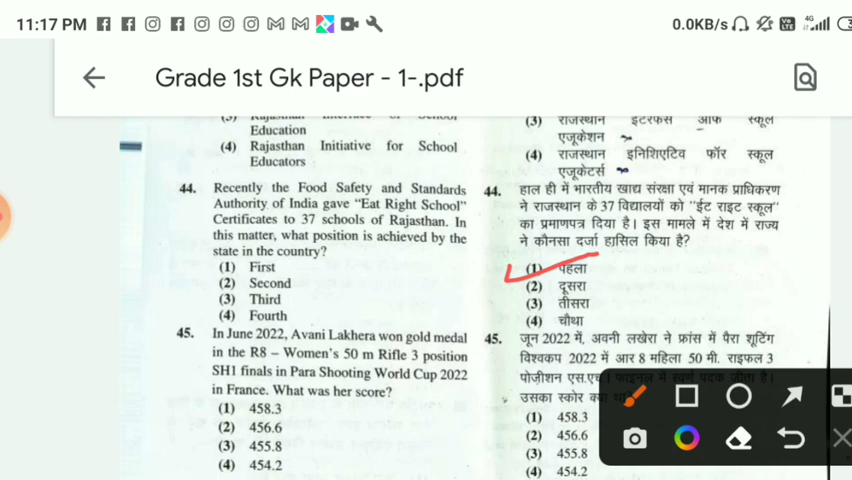 11:17 PM
0.0KB/s
4G
Grade 1st Gk Paper - 1-.pdf
Education
(4) Rajasthan Initiative for School
Educators
44. Recently the Food Safety and Standards
Authority of India gave “Eat Right School”
Certificates to 37 schools of Rajasthan. In
this matter, what position is achieved by the
state in the country?
(1) First
(2) Second
(3) Third
(4) Fourth
45. In June 2022, Avani Lakhera won gold medal
in the R8 – Women's 50 m Rifle 3 position
SH1 finals in Para Shooting World Cup 2022
in France. What was her score?
(1) 458.3
(2) 456.6
(3) 455.8
(4) 454.2
(3) राजस्थान इंटरफेस ऑफ स्कूल
एजूकेशन
(4) राजस्थान इनिशिएटिव फॉर स्कूल
एजूकेटर्स
44. हाल ही में भारतीय खाद्य संरक्षा एवं मानक प्राधिकरण
ने राजस्थान के 37 विद्यालयों को “ईट राइट स्कूल”
का प्रमाणपत्र दिया है। इस मामले में देश में राज्य
ने कौनसा दर्जा हासिल किया है?
(1) पहला
(2) दूसरा
(3) तीसरा
(4) चौथा
45. जून 2022 में, अवनी लखेरा ने फ्रांस में पैरा शूटिंग
विश्वकप 2022 में आर 8 महिला 50 मी. राइफल 3
पोज़ीशन एस.एच. फाइनल में स्वर्ण पदक जीता है।
उसका स्कोर क्या था
(1) 458.3
(2) 456.6
(3) 455.8
(4) 454.2